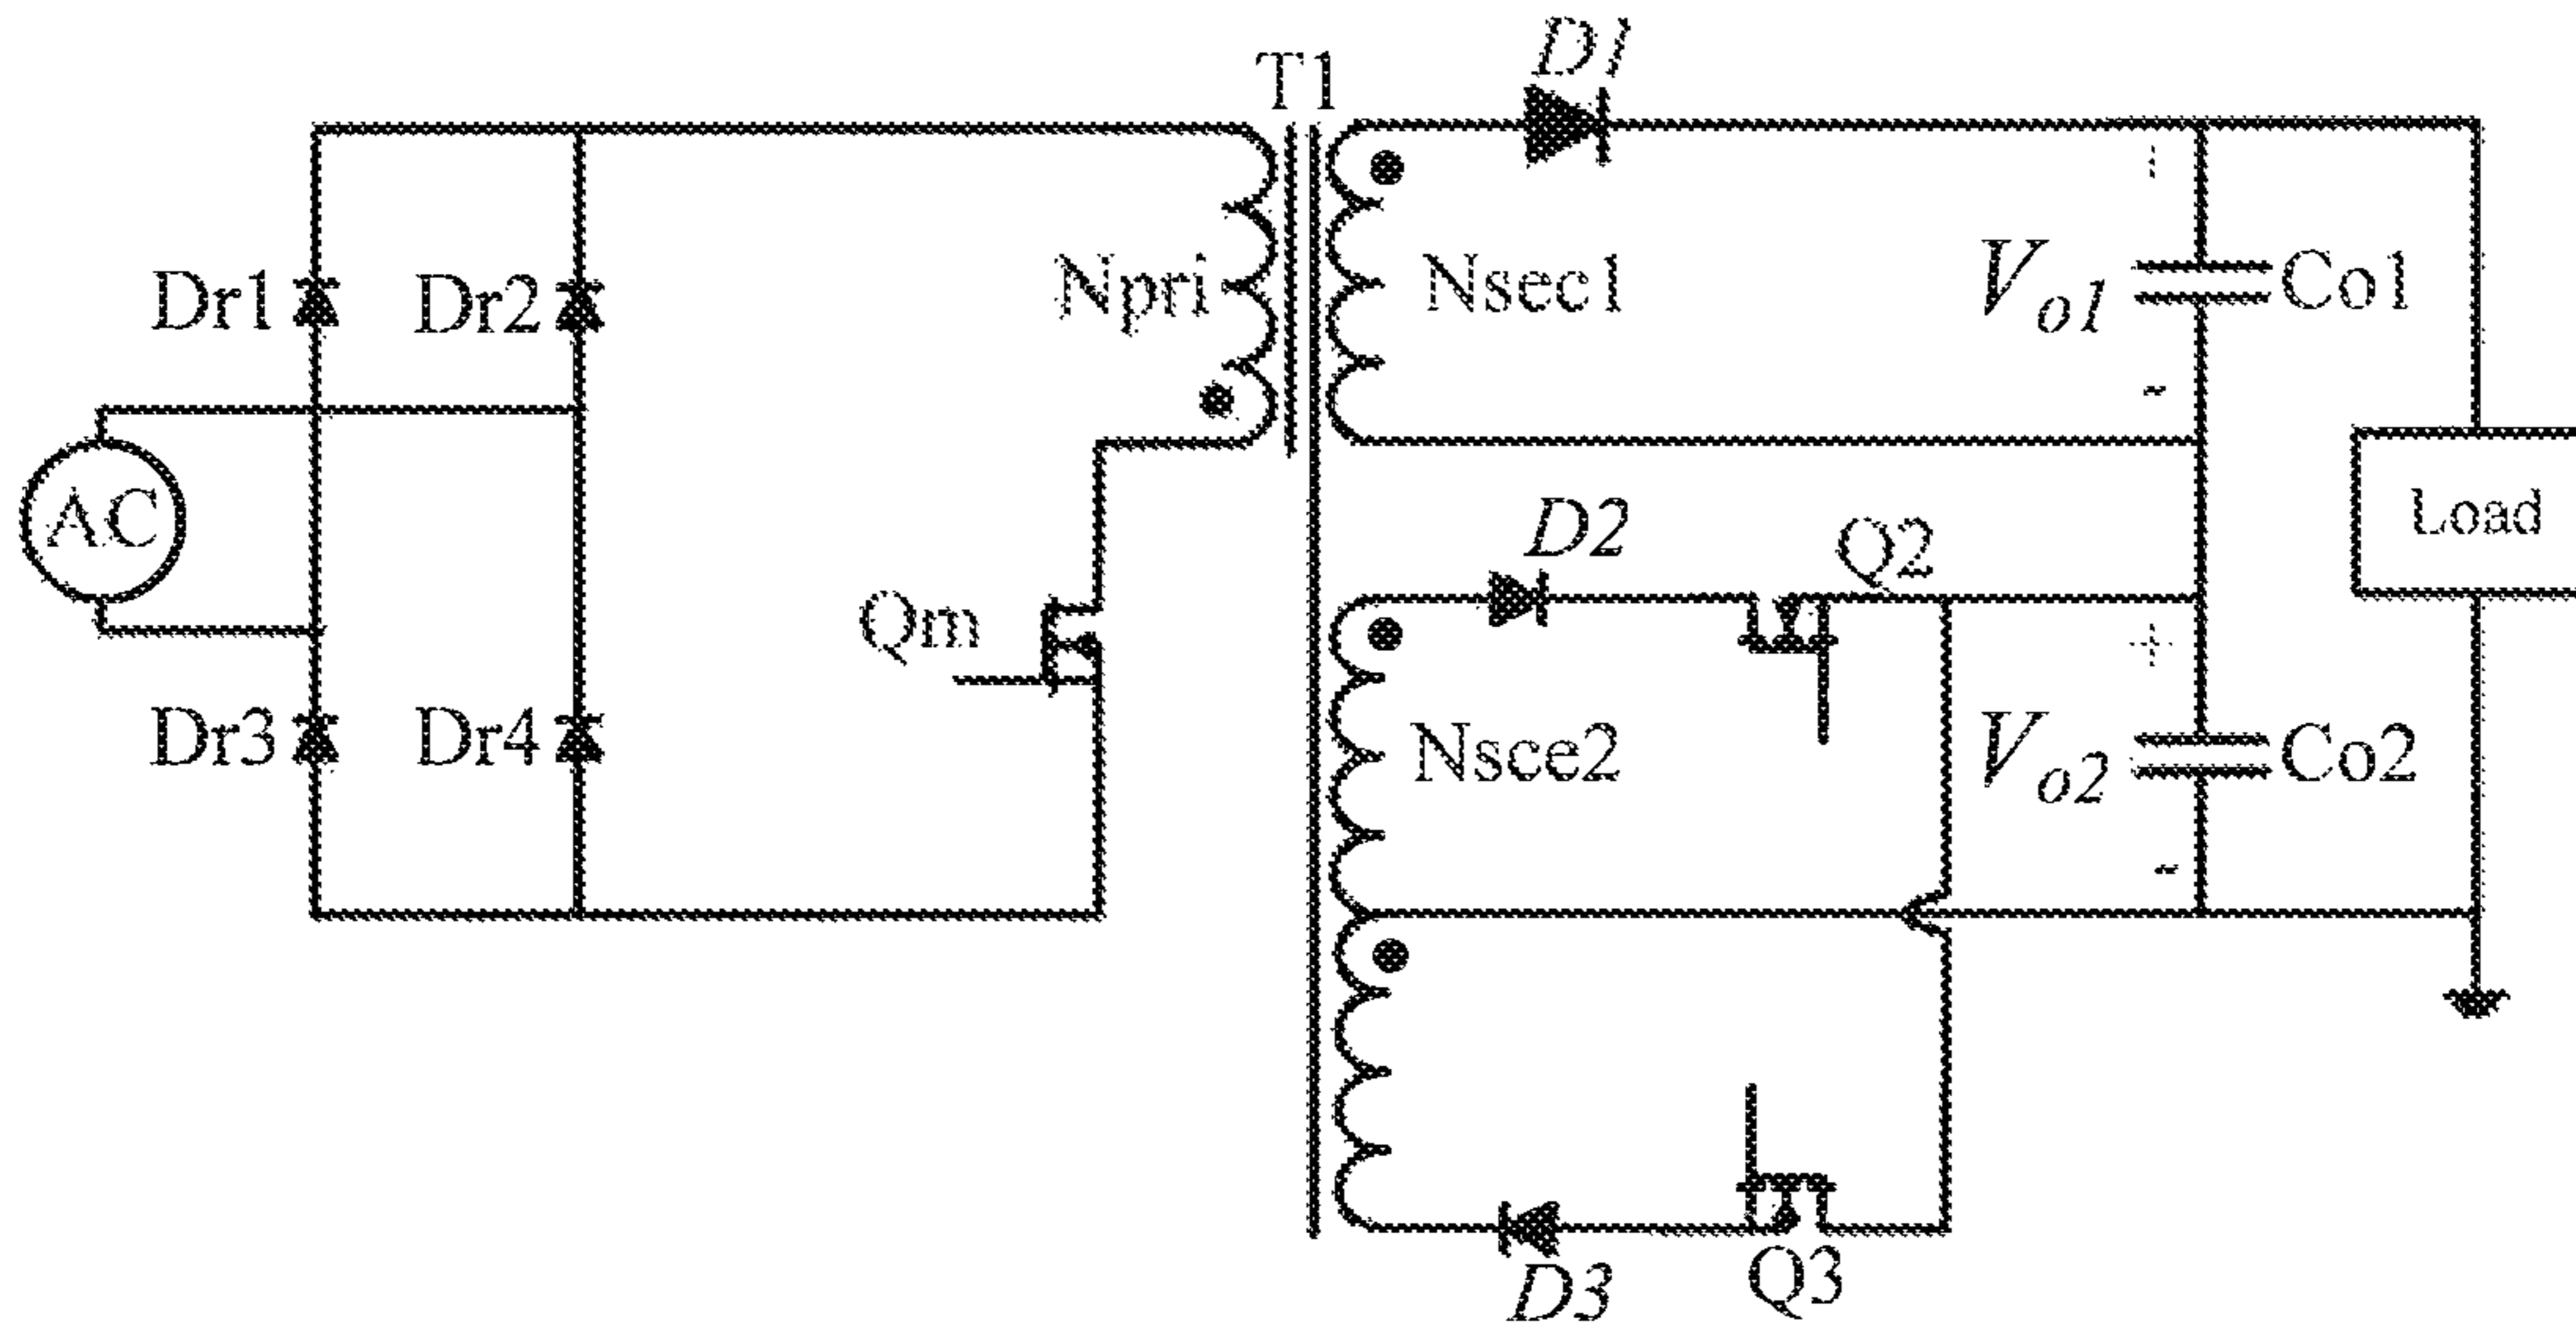 D1
T1
Dr1
Dr2
Npri
Nsec1
Vo1
+
-
Co1
AC
Load
D2
Q2
Qm
+
Dr3
Dr4
Nsce2
Vo2
-
Co2
D3
Q3